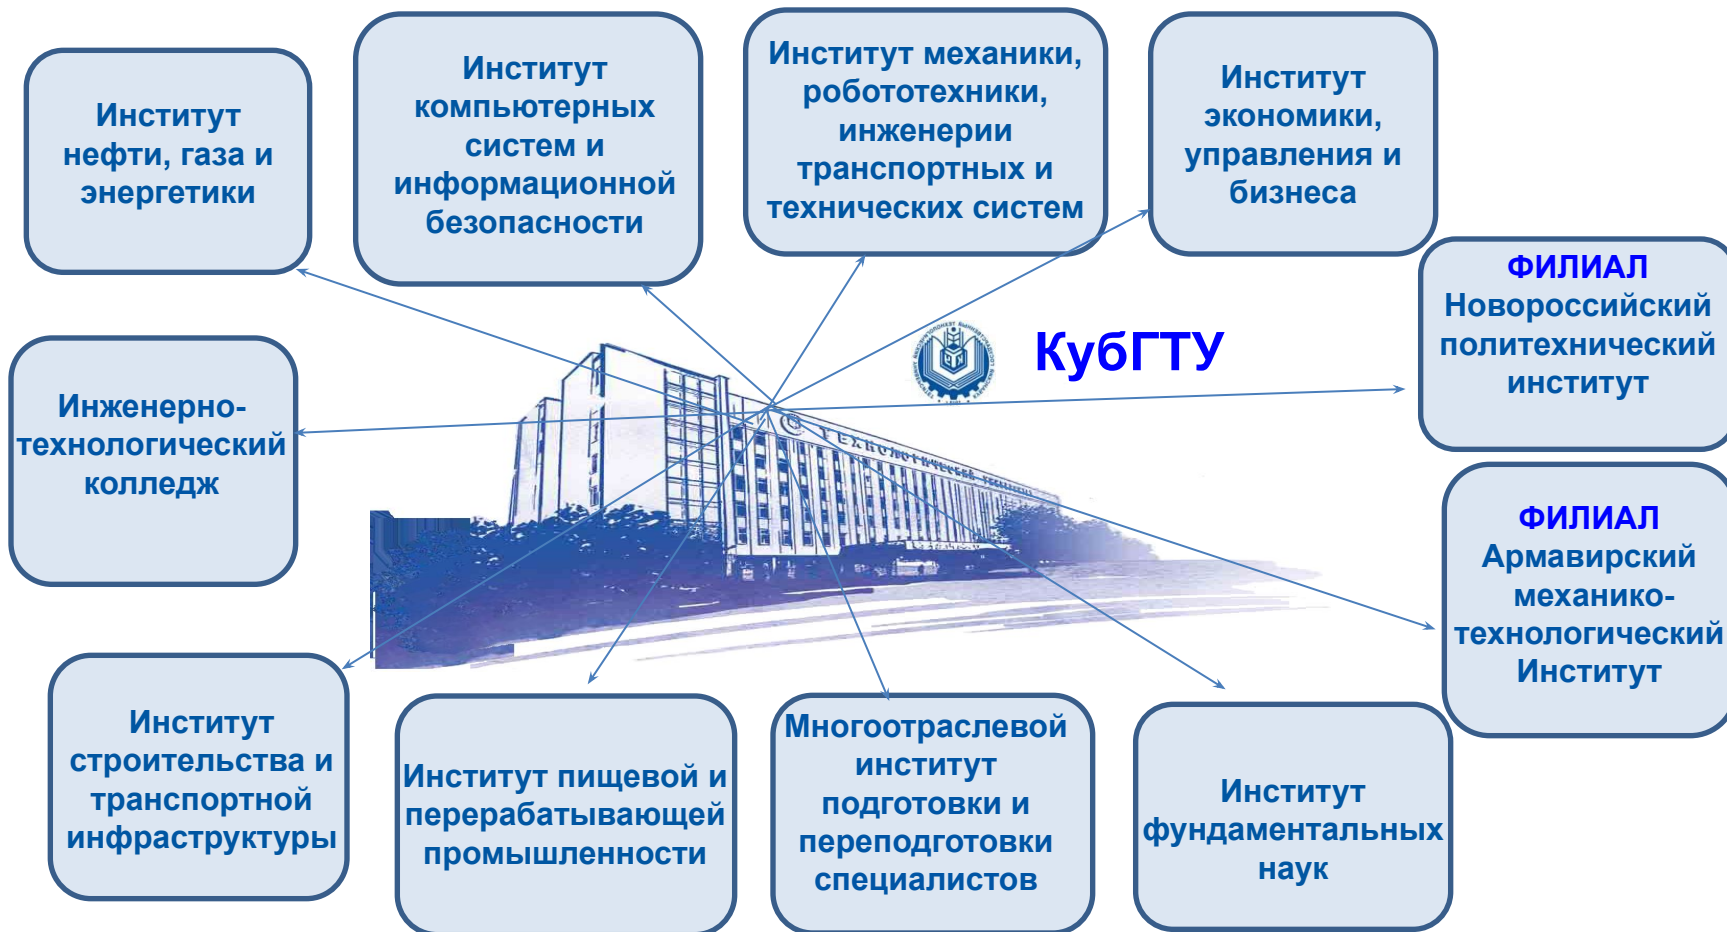 Институт
нефти, газа и
энергетики
Институт
компьютерных
систем и
информационной
безопасности
Институт механики,
робототехники,
инженерии
транспортных и
технических систем
Институт
экономики,
управления и
бизнеса
ФИЛИАЛ
Новороссийский
политехнический
институт
КубГТУ
Инженерно-
технологический
колледж
ТЕХНОЛОГИЧЕСКИЙ
ФИЛИАЛ
Армавирский
механико-
технологический
Институт
Институт
строительства и
транспортной
инфраструктуры
Институт пищевой и
перерабатывающей
промышленности
Многоотраслевой
институт
подготовки и
переподготовки
специалистов
Институт
фундаментальных
наук